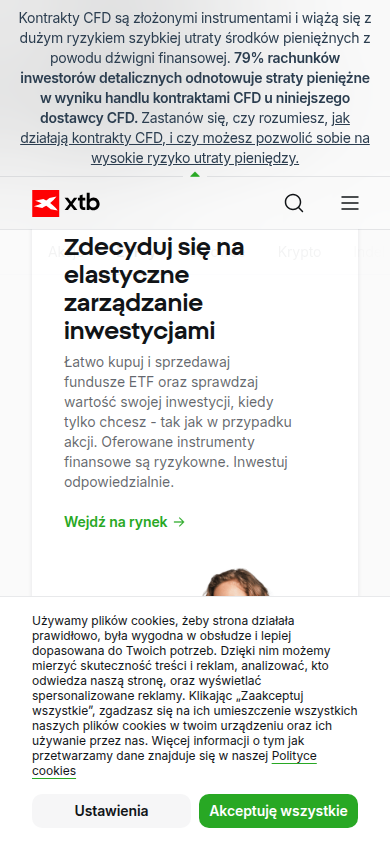 Kontrakty CFD są złożonymi instrumentami i wiążą się z
dużym ryzykiem szybkiej utraty środków pieniężnych z
powodu dźwigni finansowej. 79% rachunków
inwestorów detalicznych odnotowuje straty pieniężne
w wyniku handlu kontraktami CFD u niniejszego
dostawcy CFD. Zastanów się, czy rozumiesz, jak
działają kontrakty CFD, i czy możesz pozwolić sobie na
wysokie ryzyko utraty pieniędzy.
xtb
Krypto
Zdecyduj się na
elastyczne
zarządzanie
inwestycjami
Łatwo kupuj i sprzedawaj
fundusze ETF oraz sprawdzaj
wartość swojej inwestycji, kiedy
tylko chcesz - tak jak w przypadku
akcji. Oferowane instrumenty
finansowe są ryzykowne. Inwestuj
odpowiedzialnie.
Wejdź na rynek →
Używamy plików cookies, żeby strona działała
prawidłowo, była wygodna w obsłudze i lepiej
dopasowana do Twoich potrzeb. Dzięki nim możemy
mierzyć skuteczność treści i reklam, analizować, kto
odwiedza naszą stronę, oraz wyświetlać
spersonalizowane reklamy. Klikając „Zaakceptuj
wszystkie”, zgadzasz się na ich umieszczenie wszystkich
naszych plików cookies w twoim urządzeniu oraz ich
używanie przez nas. Więcej informacji o tym jak
przetwarzamy dane znajduje się w naszej Polityce
cookies
Ustawienia
Akceptuję wszystkie